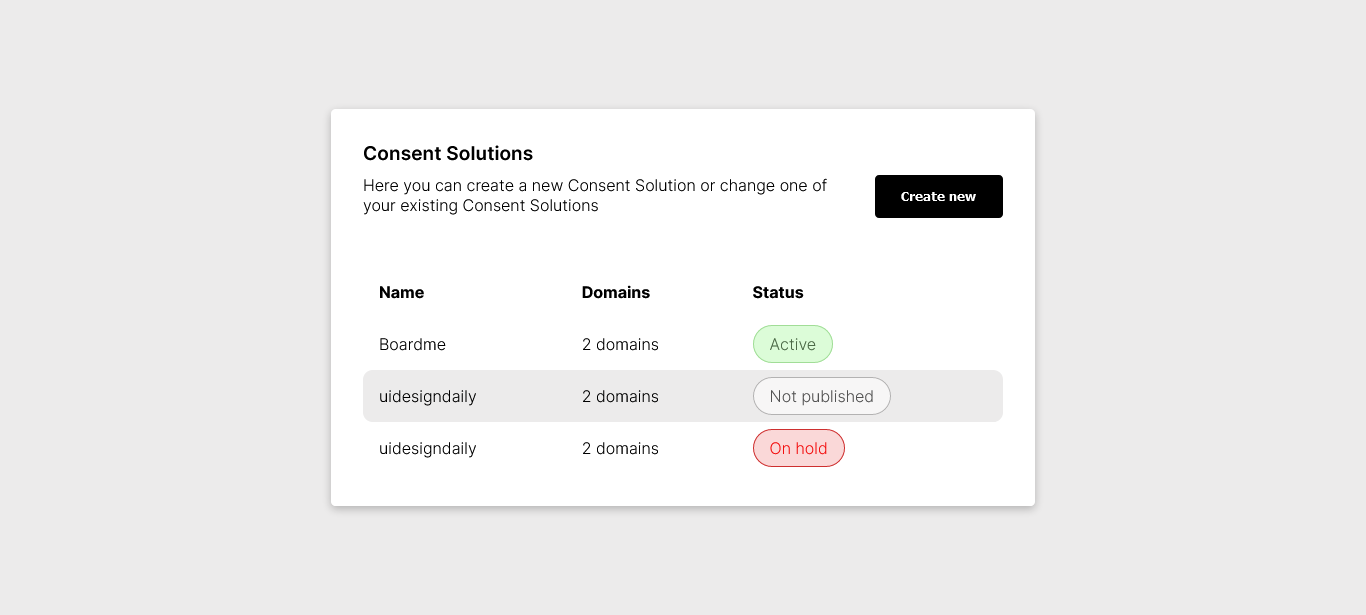 Consent Solutions
Here you can create a new Consent Solution or change one of
your existing Consent Solutions
Create new
Name Domains Status
Boardme 2 domains Active
uidesigndaily 2 domains Not published
uidesigndaily 2 domains On hold